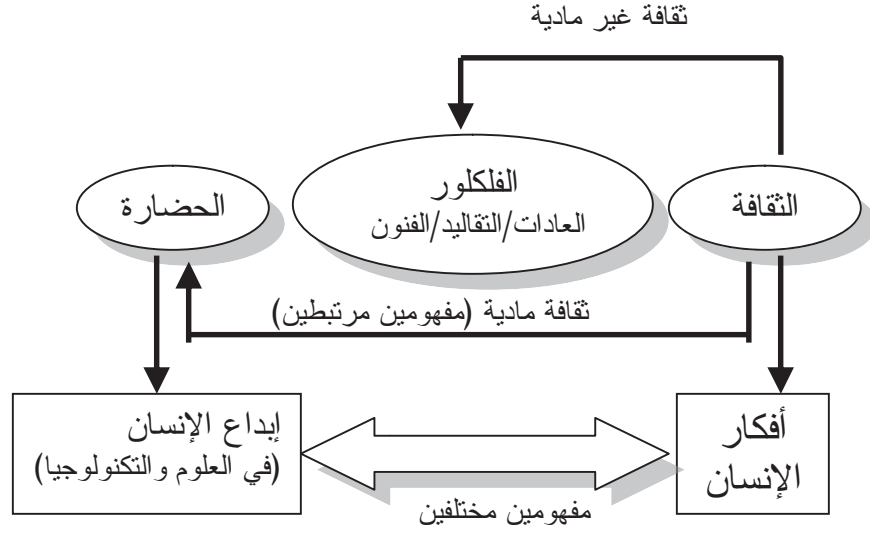 ثقافة غير مادية
الثقافة
الفلكلور
العادات/التقاليد/الفنون
الحضارة
ثقافة مادية (مفهومين مرتبطين)
أفكار
الإنسان
إبداع الإنسان
(في العلوم والتكنولوجيا)
مفهومين مختلفين